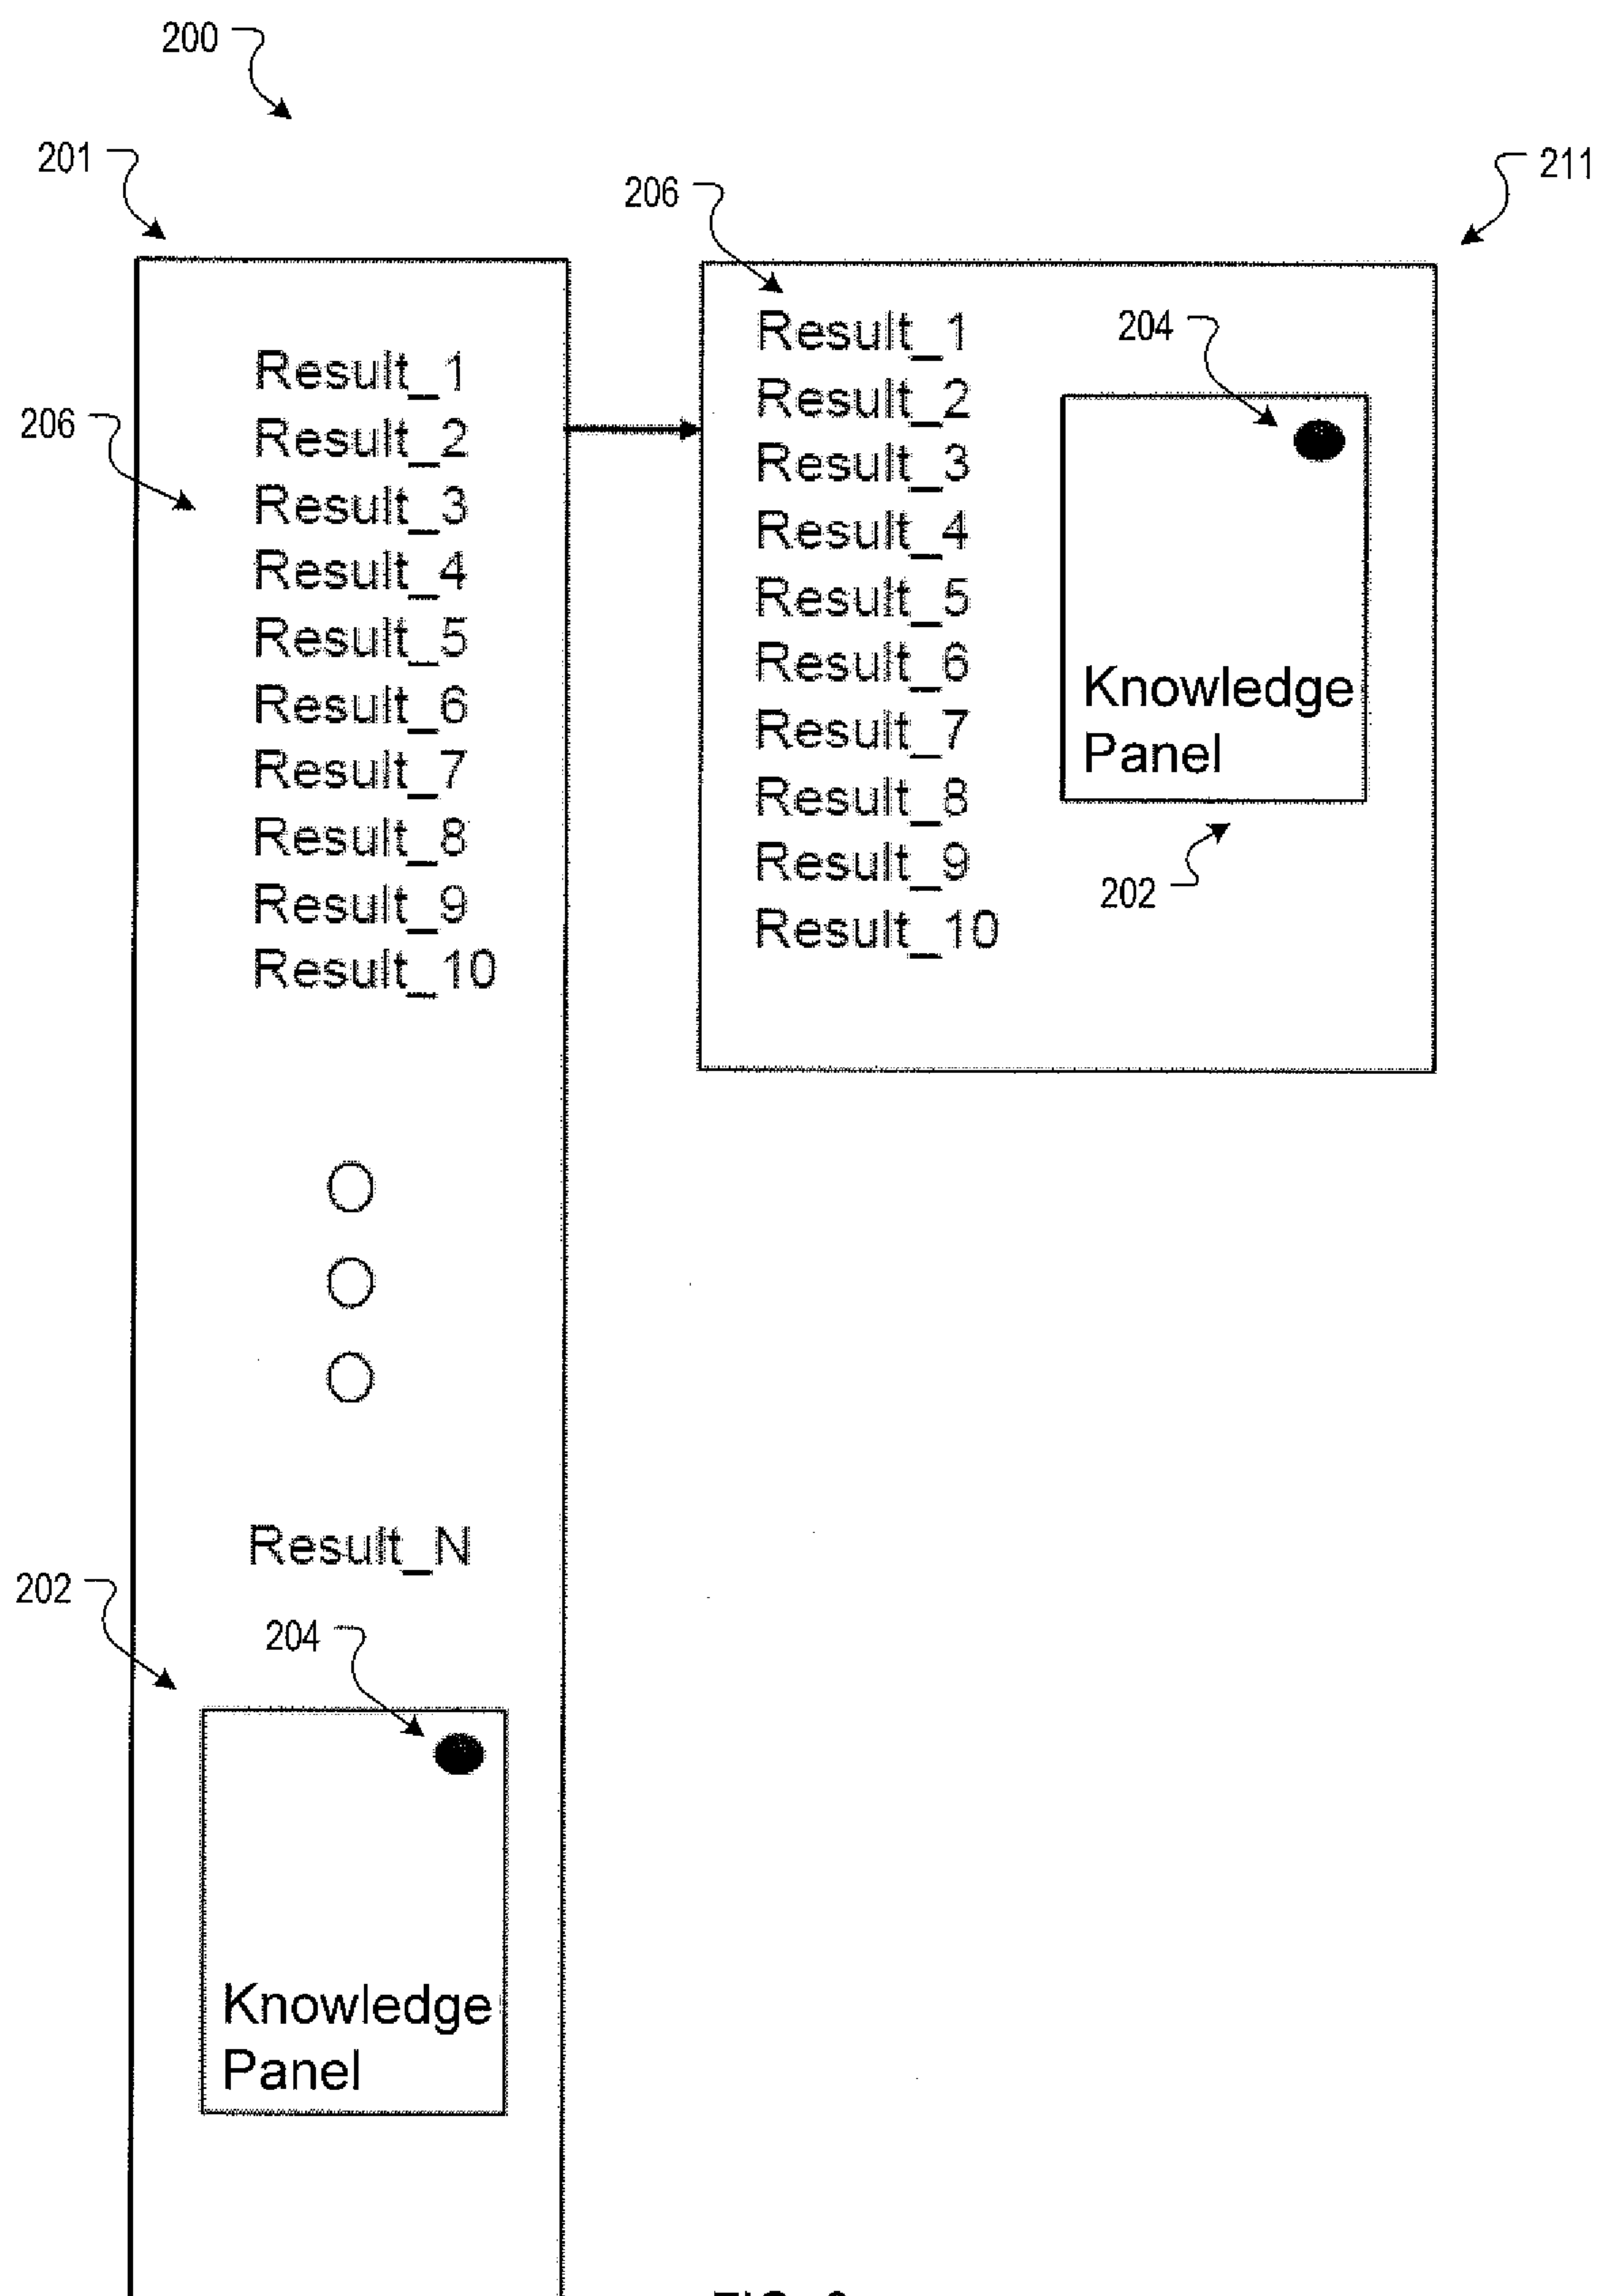 200
201
206
Result_1
Result_2
Result_3
Result_4
Result_5
Result_6
Result_7
Result_8
Result_9
Result_10
Result_N
202
204
Knowledge
Panel
211
206
Result_1
Result_2
Result_3
Result_4
Result_5
Result_6
Result_7
Result_8
Result_9
Result_10
204
Knowledge
Panel
202